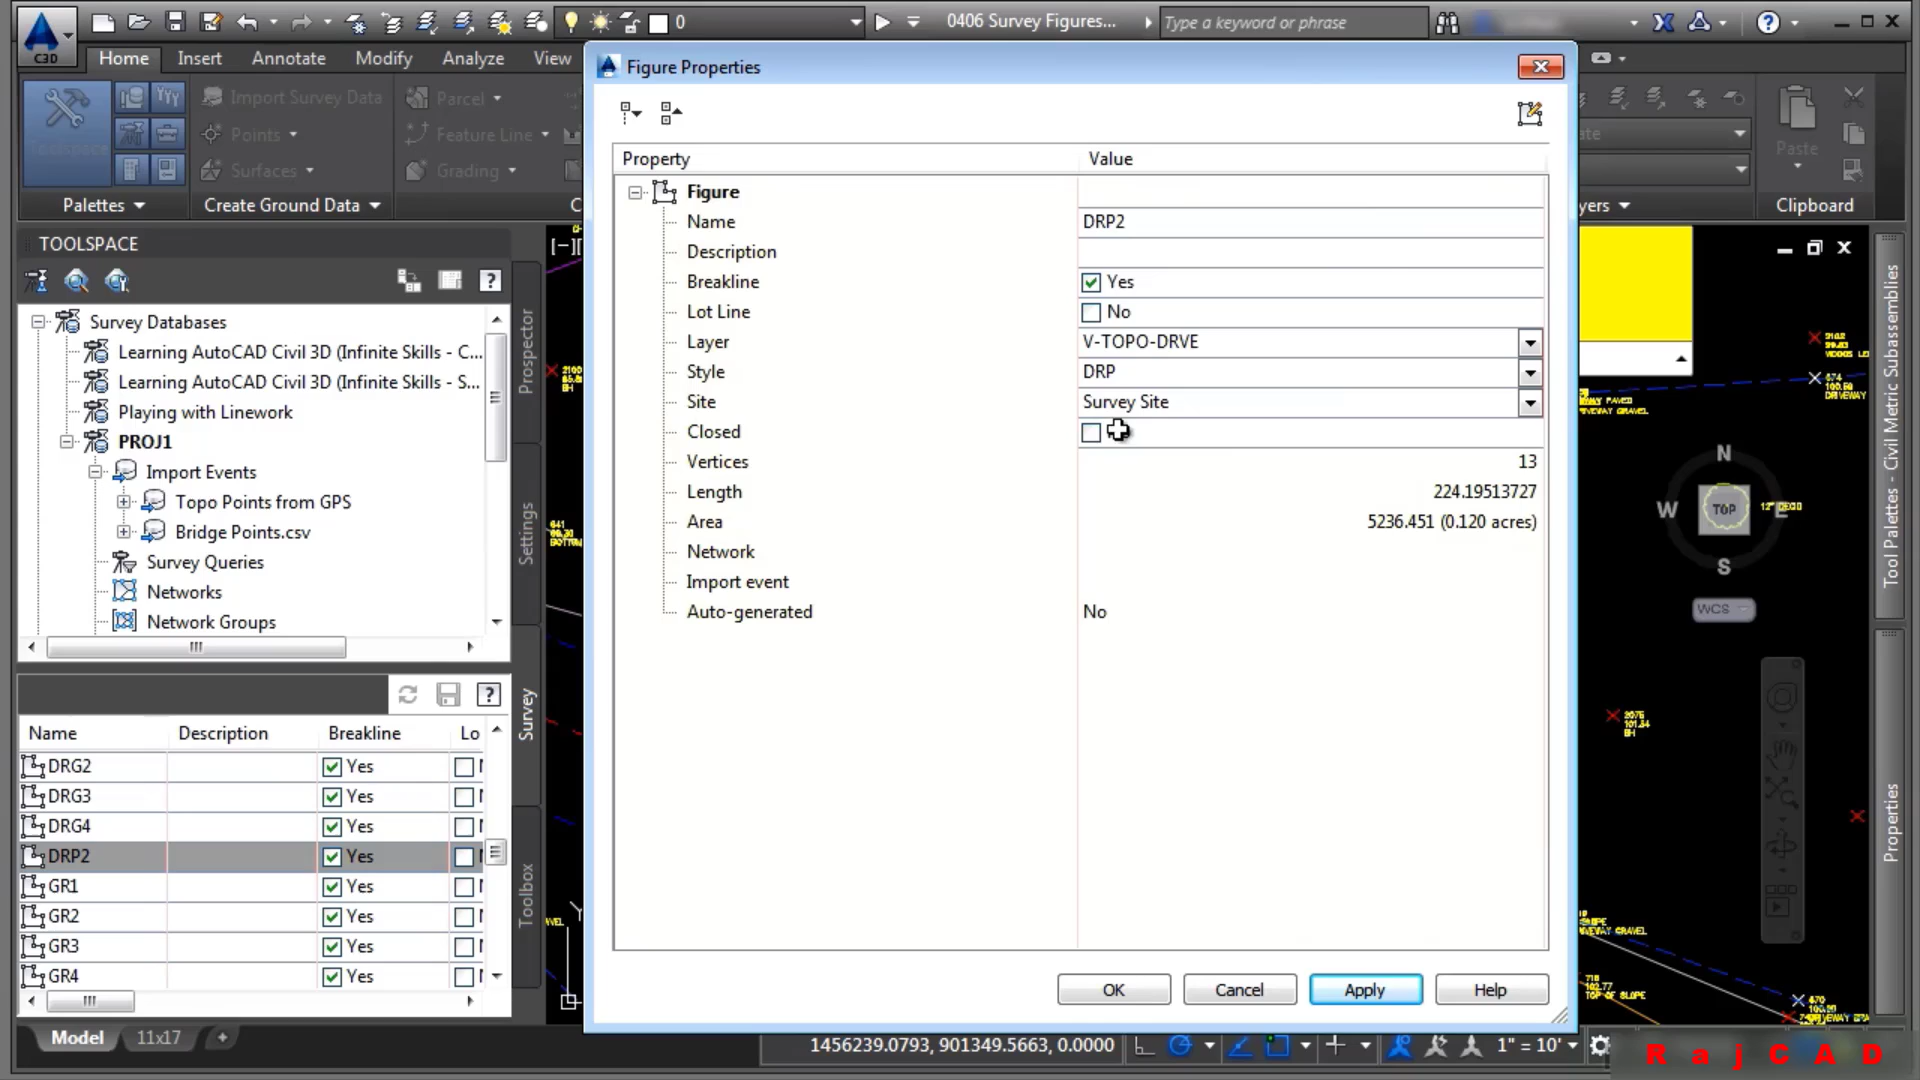 0
0406 Survey Figures...
Type a keyword or phrase
C3D
Home
Insert
Annotate
Modify
Analyze
View
Toolspace
Import Survey Data
Points
Surfaces
Parcel
Feature Line
Grading
Palettes
Create Ground Data
Paste
Clipboard
TOOLSPACE
Survey Databases
Learning AutoCAD Civil 3D (Infinite Skills - C...
Learning AutoCAD Civil 3D (Infinite Skills - S...
Playing with Linework
PROJ1
Import Events
Topo Points from GPS
Bridge Points.csv
Survey Queries
Networks
Network Groups
Prospector
Settings
Survey
Toolbox
Name Description Breakline Lo
DRG2 Yes
DRG3 Yes
DRG4 Yes
DRP2 Yes
GR1 Yes
GR2 Yes
GR3 Yes
GR4 Yes
Figure Properties
Property Value
Figure
Name DRP2
Description
Breakline Yes
Lot Line No
Layer V-TOPO-DRVE
Style DRP
Site Survey Site
Closed
Vertices 13
Length 224.19513727
Area 5236.451 (0.120 acres)
Network
Import event
Auto-generated No
OK
Cancel
Apply
Help
N
W
TOP
E
S
WCS
Tool Palettes - Civil Metric Subassemblies
Properties
Model
11x17
1456239.0793, 901349.5663, 0.0000
1" = 10'
RajCAD